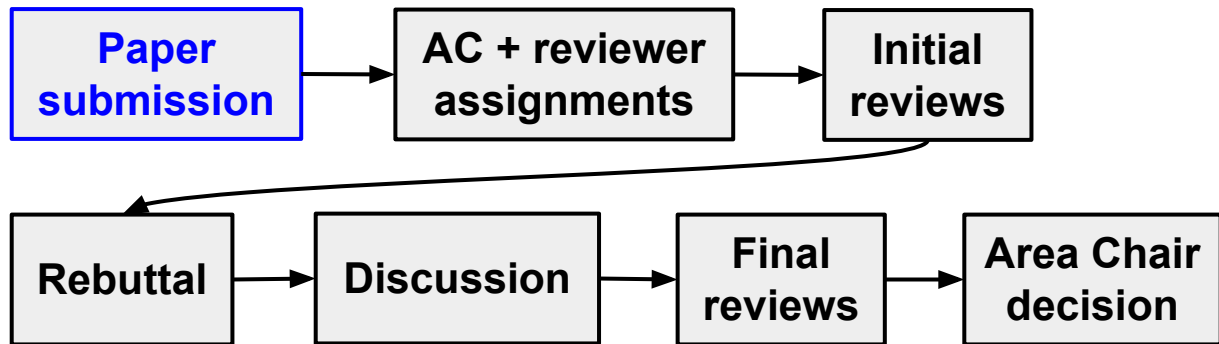 Paper
submission
AC + reviewer
assignments
Initial
reviews
Rebuttal
Discussion
Final
reviews
Area Chair
decision